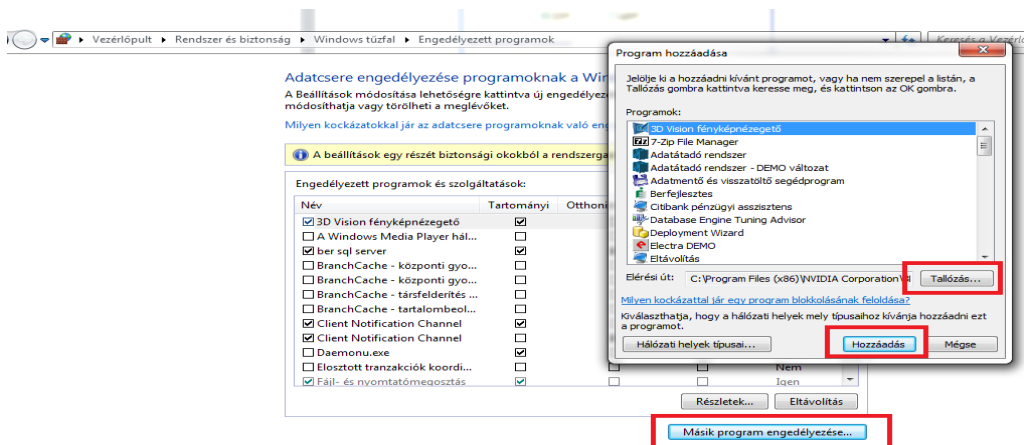 Vezérlőpult ▸ Rendszer és biztonság ▸ Windows tűzfal ▸ Engedélyezett programok
Keresés a Vezérlő
Adatcsere engedélyezése programoknak a Win
A Beállítások módosítása lehetőségre kattintva új engedélyez
módosíthatja vagy törölheti a meglévőket.
Milyen kockázatokkal jár az adatcsere programoknak való en
A beállítások egy részét biztonsági okokból a rendszerga
Engedélyezett programok és szolgáltatások:
Név Tartományi Otthoni
3D Vision fényképnézegető
A Windows Media Player hál...
ber sql server
BranchCache - központi gyo...
BranchCache - központi gyo...
BranchCache - társfelderítés ...
BranchCache - tartalombeol...
Client Notification Channel
Client Notification Channel
Daemonu.exe
Elosztott tranzakciók koordi... Nem
Fájl- és nyomtatómegosztás Igen
Részletek... Eltávolítás
Másik program engedélyezése...
Program hozzáadása
Jelölje ki a hozzáadni kívánt programot, vagy ha nem szerepel a listán, a
Tallózás gombra kattintva keresse meg, és kattintson az OK gombra.
Programok:
3D Vision fényképnézegető
7-Zip File Manager
Adatátadó rendszer
Adatátadó rendszer - DEMO változat
Adatmentő és visszatöltő segédprogram
Berfejlesztes
Citibank pénzügyi asszisztens
Database Engine Tuning Advisor
Deployment Wizard
Electra DEMO
Eltávolítás
Elérési út: C:\Program Files (x86)\NVIDIA Corporation\ Tallózás...
Milyen kockázattal jár egy program blokkolásának feloldása?
Kiválaszthatja, hogy a hálózati helyek mely típusaihoz kívánja hozzáadni ezt
a programot.
Hálózati helyek típusai... Hozzáadás Mégse